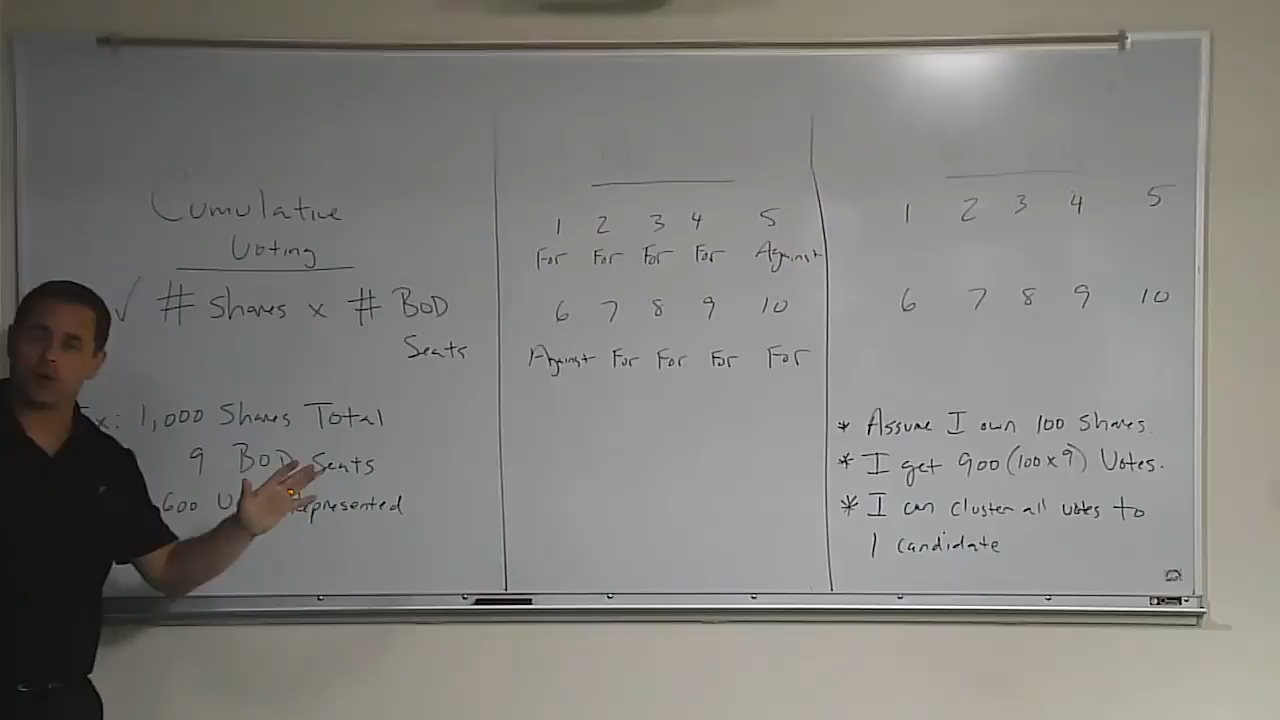 Cumulative
Voting
√ # Shares x # BOD
Seats
Ex: 1,000 Shares Total
9 BOD Seats
600 Represented
1 2 3 4 5
For For For For Against
6 7 8 9 10
Against For For For For
1 2 3 4 5
6 7 8 9 10
* Assume I own 100 Shares.
* I get 900 (100 x 9) Votes.
* I can cluster all votes to
1 candidate